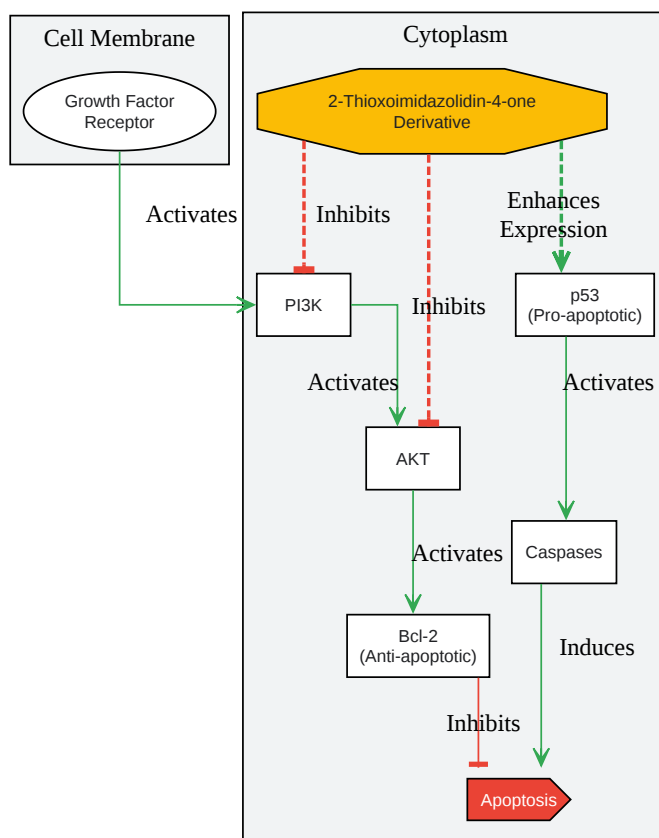 Cell Membrane
Cytoplasm
Growth Factor
Receptor
2-Thioxoimidazolidin-4-one
Derivative
Activates
Inhibits
Enhances
Expression
PI3K
Inhibits
p53
(Pro-apoptotic)
Activates
Activates
AKT
Activates
Caspases
Bcl-2
(Anti-apoptotic)
Induces
Inhibits
Apoptosis